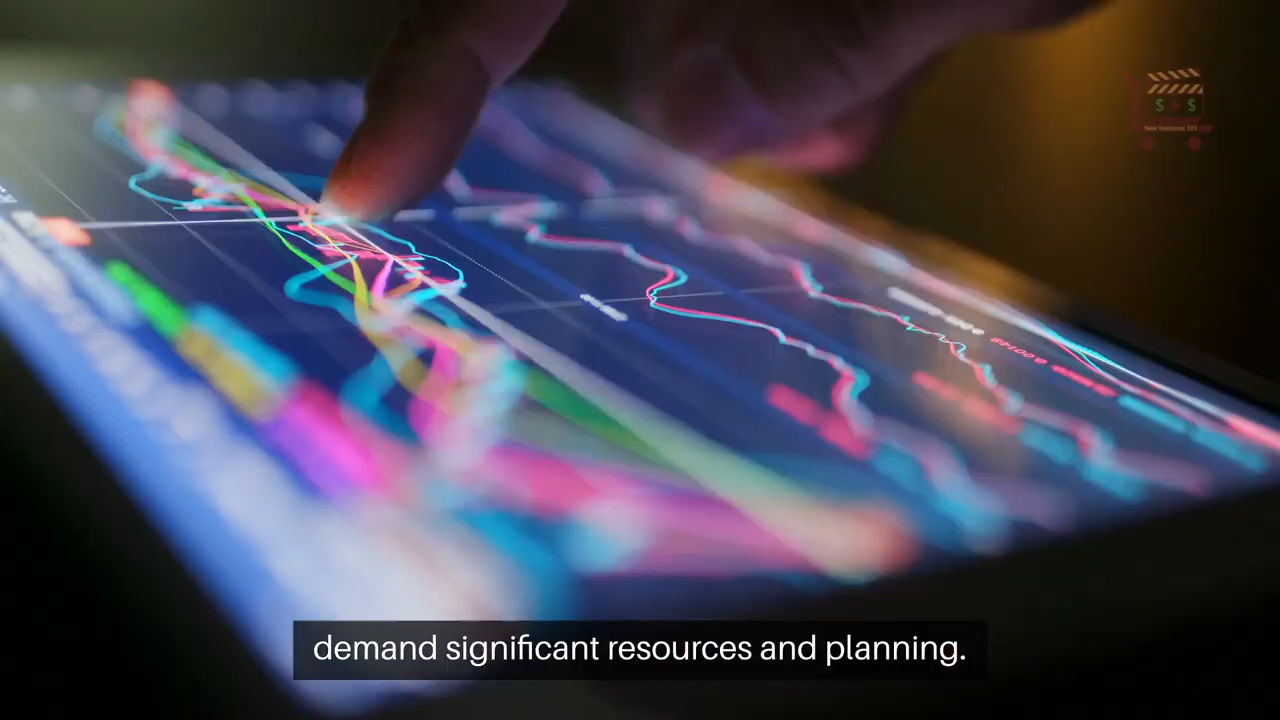 $ $
demand significant resources and planning.